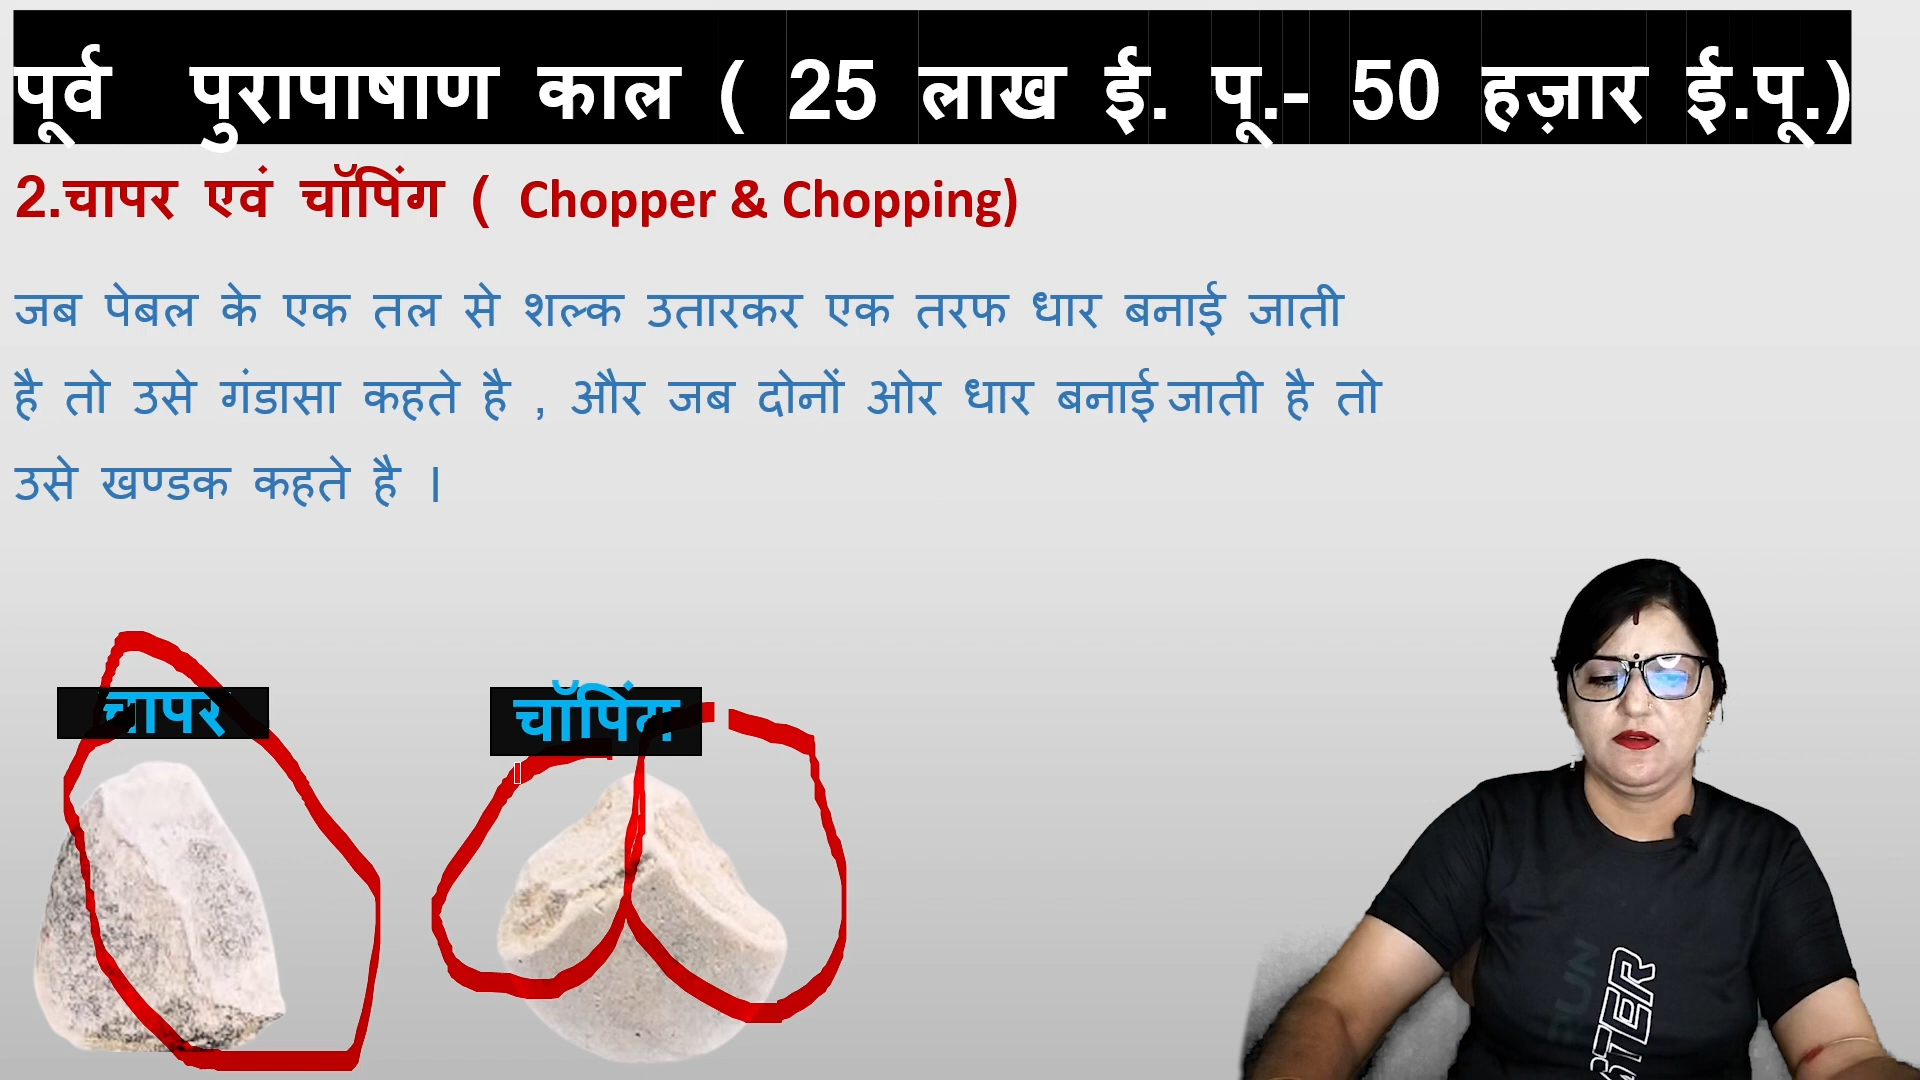 पूर्व पुरापाषाण काल ( 25 लाख ई. पू.- 50 हज़ार ई.पू.)
2.चापर एवं चॉपिंग ( Chopper & Chopping)
जब पेबल के एक तल से शल्क उतारकर एक तरफ धार बनाई जाती
है तो उसे गंडासा कहते है , और जब दोनों ओर धार बनाई जाती है तो
उसे खण्डक कहते है ।
चापर
चॉपिंग
RUN